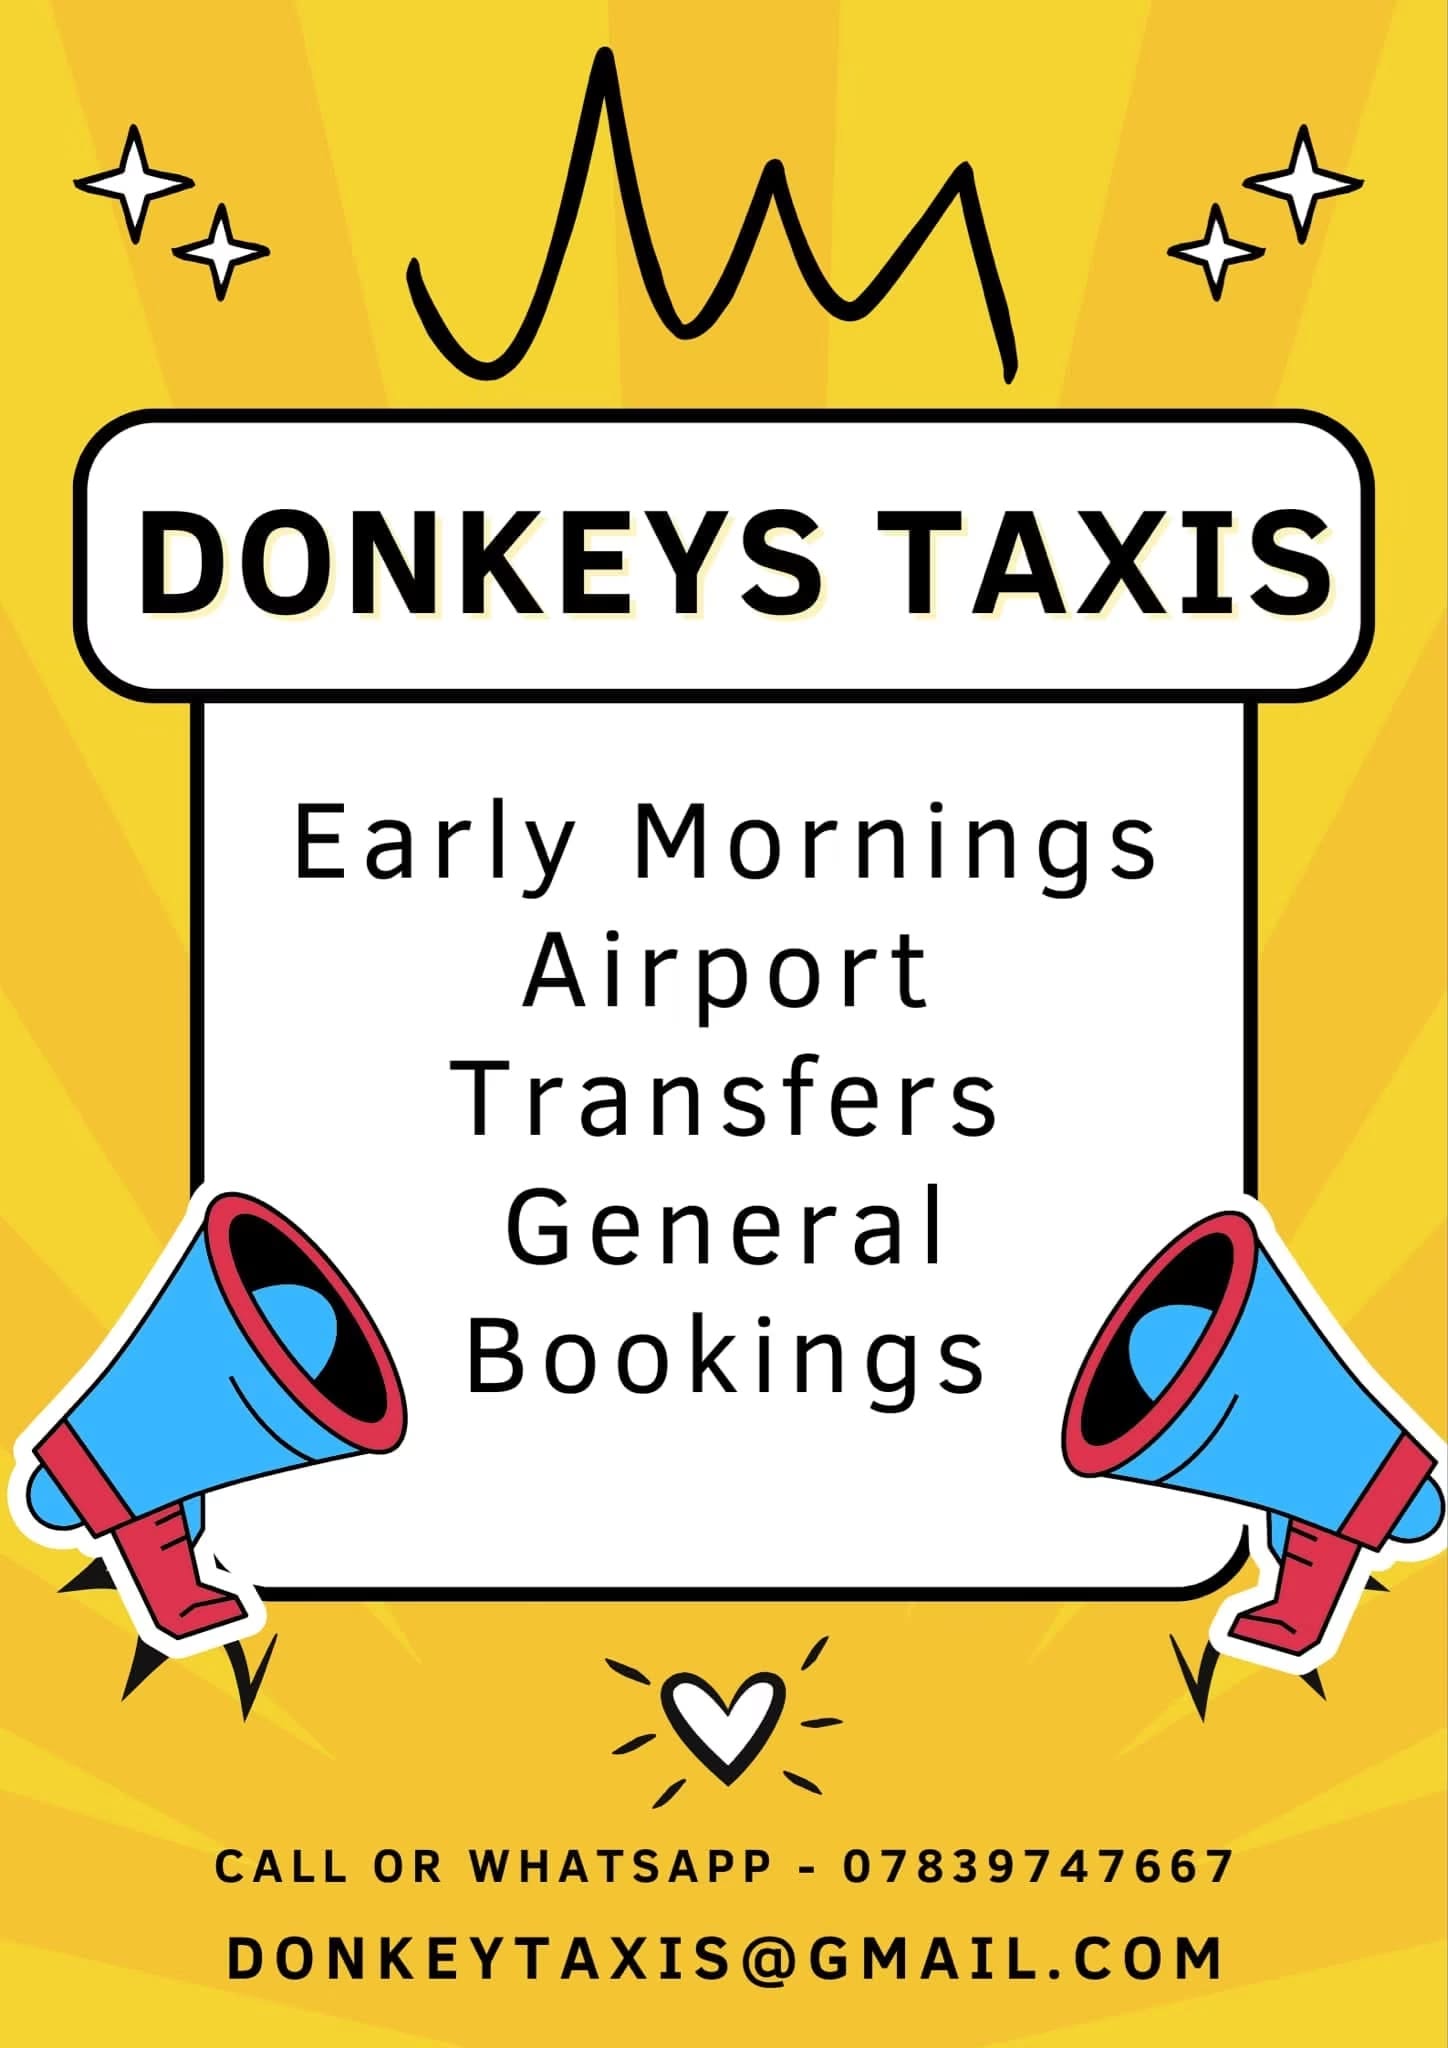 DONKEYS TAXIS
Early Mornings
Airport
Transfers
General
Bookings
CALL OR WHATSAPP - 07839747667
DONKEYTAXIS@GMAIL.COM